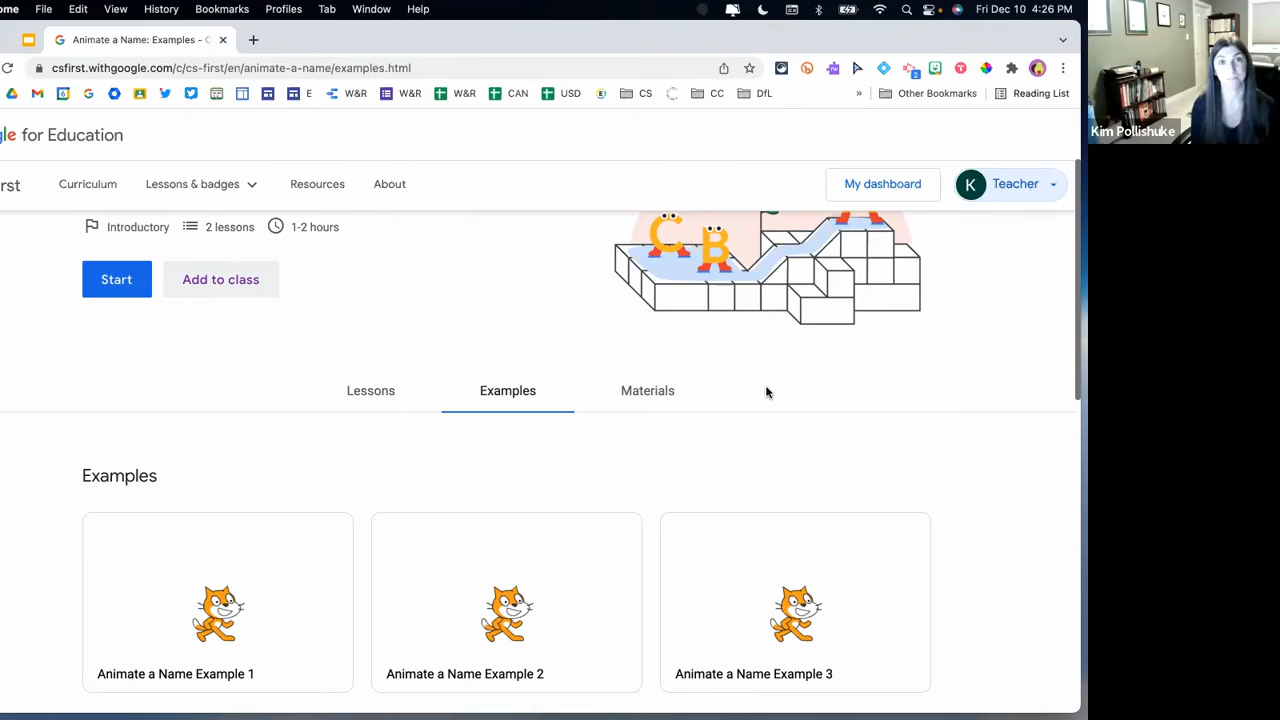 ome File Edit View History Bookmarks Profiles Tab Window Help Fri Dec 10 4:26 PM
Animate a Name: Examples - C
csfirst.withgoogle.com/c/cs-first/en/animate-a-name/examples.html
W&R W&R W&R CAN USD CS CC DfL » Other Bookmarks Reading List
gle for Education
rst Curriculum Lessons & badges Resources About My dashboard K Teacher
Introductory 2 lessons 1-2 hours
C B
Start Add to class
Lessons Examples Materials
Examples
Animate a Name Example 1 Animate a Name Example 2 Animate a Name Example 3
Kim Pollishuke